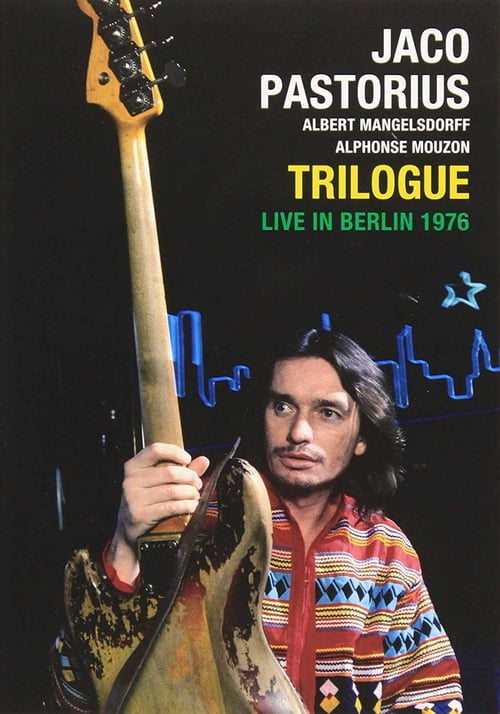 JACO
PASTORIUS
ALBERT MANGELSDORFF
ALPHONSE MOUZON
TRILOGUE
LIVE IN BERLIN 1976